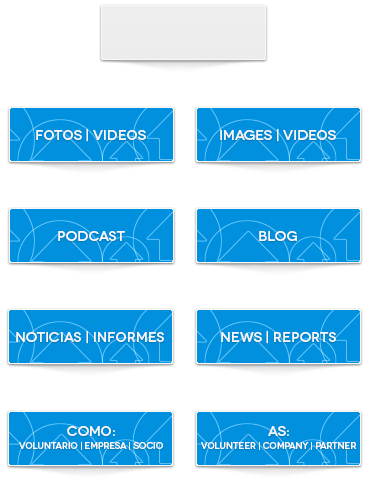 FOTOS | VIDEOS
IMAGES | VIDEOS
PODCAST
BLOG
NOTICIAS | INFORMES
NEWS | REPORTS
COMO:
VOLUNTARIO | EMPRESA | SOCIO
AS:
VOLUNTEER | COMPANY | PARTNER